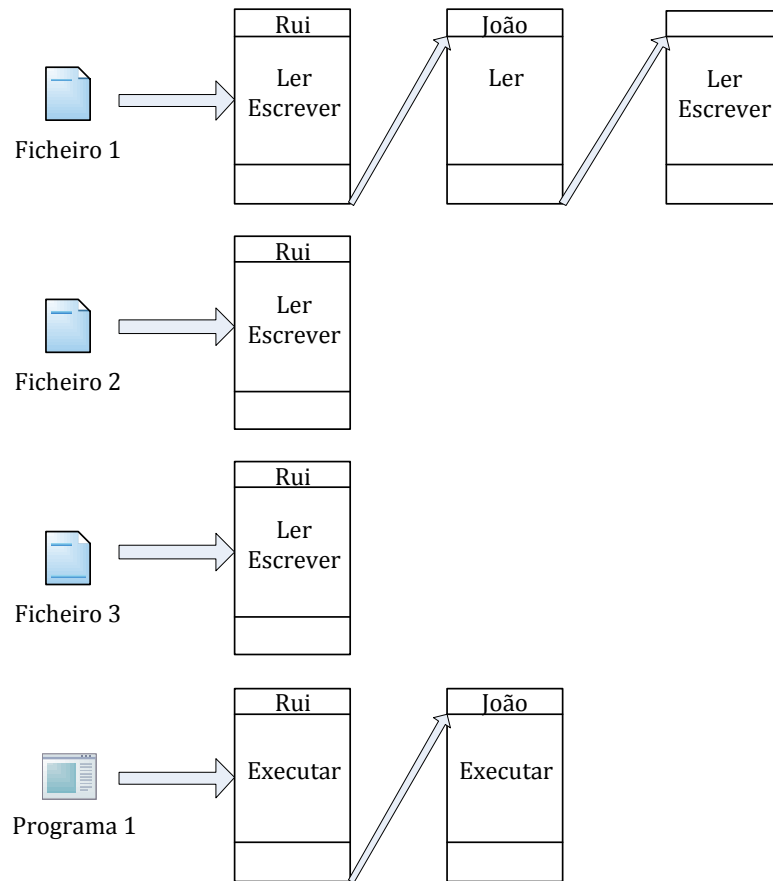 Rui
João
Ler
Escrever
Ler
Ler
Escrever
Ficheiro 1
Rui
Ler
Escrever
Ficheiro 2
Rui
Ler
Escrever
Ficheiro 3
Rui
João
Executar
Executar
Programa 1